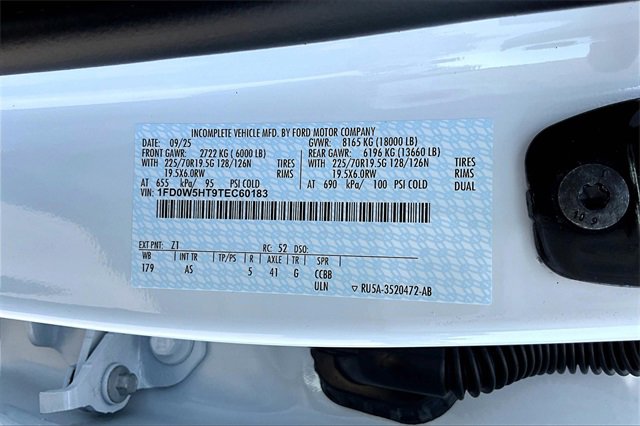 INCOMPLETE VEHICLE MFD. BY FORD MOTOR COMPANY
DATE: 09/25 GVWR: 8165 KG (18000 LB)
FRONT GAWR: 2722 KG (6000 LB) REAR GAWR: 6196 KG (13660 LB)
WITH 225/70R19.5G 128/126N TIRES WITH 225/70R19.5G 128/126N TIRES
19.5X6.0RW RIMS 19.5X6.0RW RIMS
AT 655 kPa/ 95 PSI COLD AT 690 kPa/ 100 PSI COLD DUAL
VIN: 1FD0W5HT9TEC60183
EXT PNT: Z1 RC: 52 DSO:
WB INT TR TP/PS R AXLE TR SPR
179 AS 5 41 G CCBB
ULN RU5A-3520472-AB
10.9